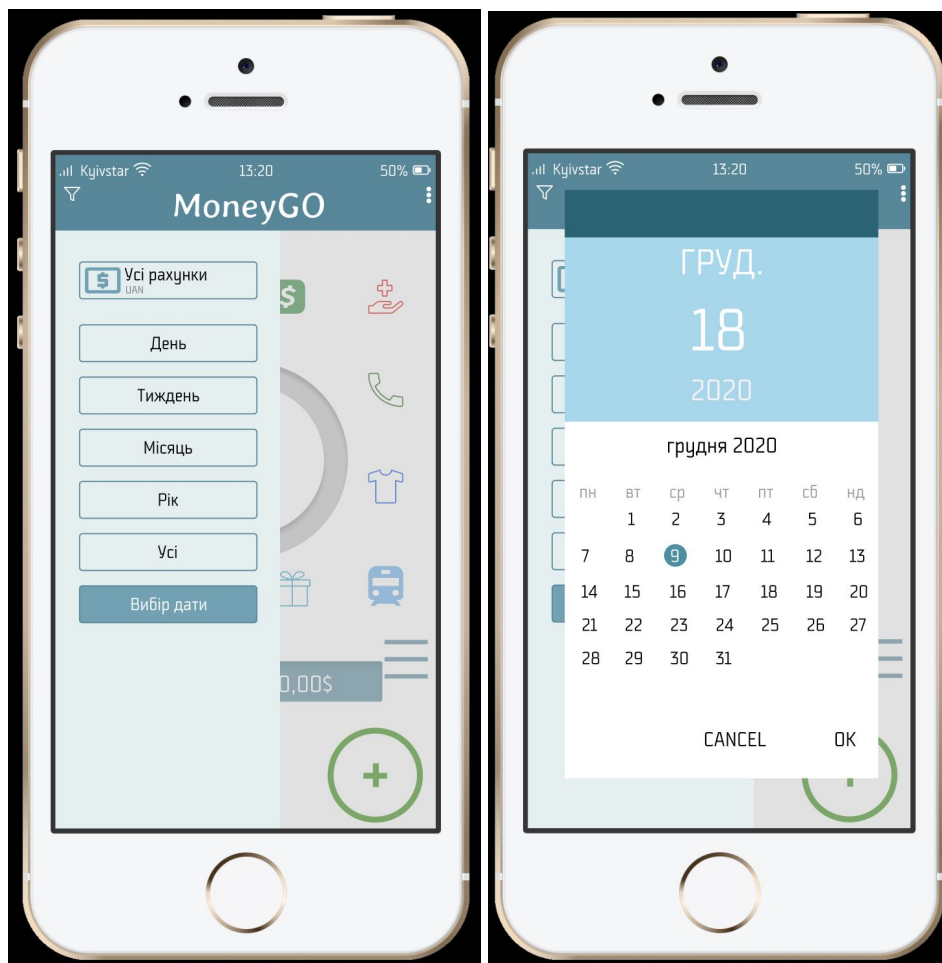 Kyivstar 13:20 50%
MoneyGO
$ Усі рахунки
UAN
$
День
Тиждень
Місяць
Рік
Усі
Вибір дати
0,00$
+
Kyivstar 13:20 50%
ГРУД.
18
2020
грудня 2020
пн вт ср чт пт сб нд
1 2 3 4 5 6
7 8 9 10 11 12 13
14 15 16 17 18 19 20
21 22 23 24 25 26 27
28 29 30 31
CANCEL OK